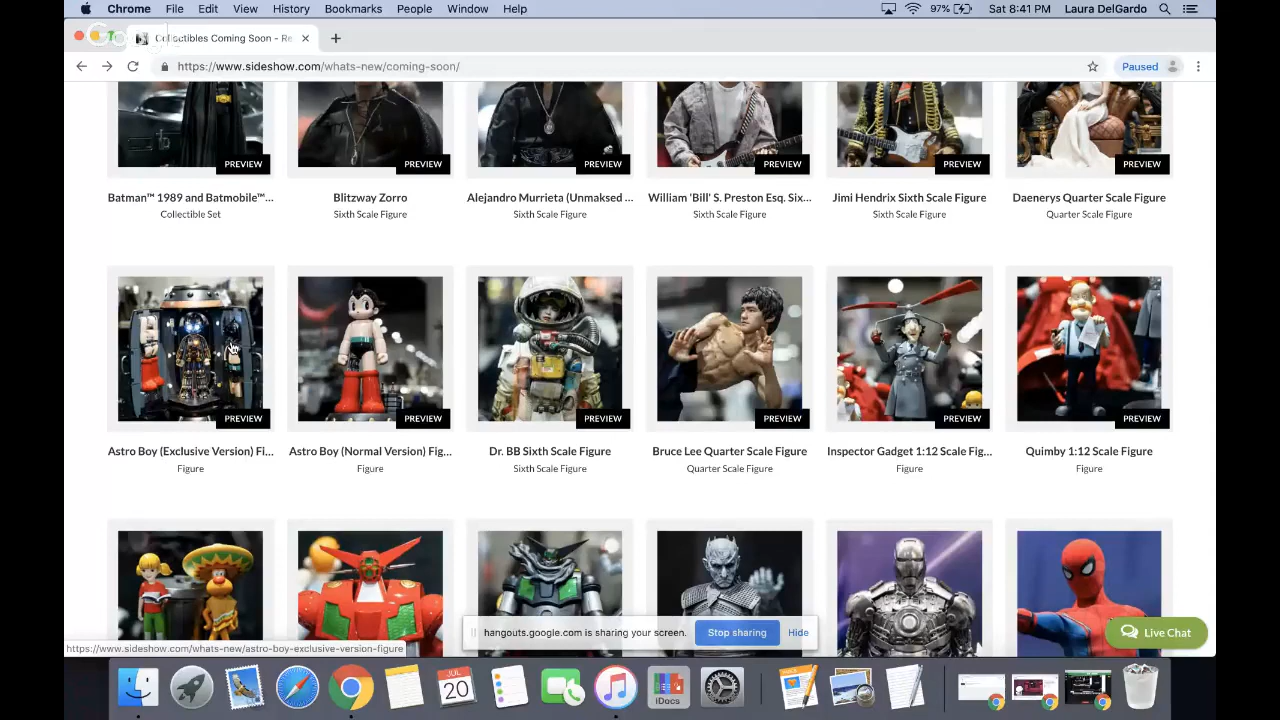 Chrome File Edit View History Bookmarks People Window Help 97% Sat 8:41 PM Laura DelGardo
Google
Collectibles Coming Soon - Re
https://www.sideshow.com/whats-new/coming-soon/ Paused
PREVIEW PREVIEW PREVIEW PREVIEW PREVIEW PREVIEW
Batman™ 1989 and Batmobile™... Blitzway Zorro Alejandro Murrieta (Unmaksed ... William 'Bill' S. Preston Esq. Six... Jimi Hendrix Sixth Scale Figure Daenerys Quarter Scale Figure
Collectible Set Sixth Scale Figure Sixth Scale Figure Sixth Scale Figure Sixth Scale Figure Quarter Scale Figure
PREVIEW PREVIEW PREVIEW PREVIEW PREVIEW PREVIEW
Astro Boy (Exclusive Version) Fi... Astro Boy (Normal Version) Fig... Dr. BB Sixth Scale Figure Bruce Lee Quarter Scale Figure Inspector Gadget 1:12 Scale Fig... Quimby 1:12 Scale Figure
Figure Figure Sixth Scale Figure Quarter Scale Figure Figure Figure
hangouts.google.com is sharing your screen. Stop sharing Hide
Live Chat
https://www.sideshow.com/whats-new/astro-boy-exclusive-version-figure
JUL
20
IDocs